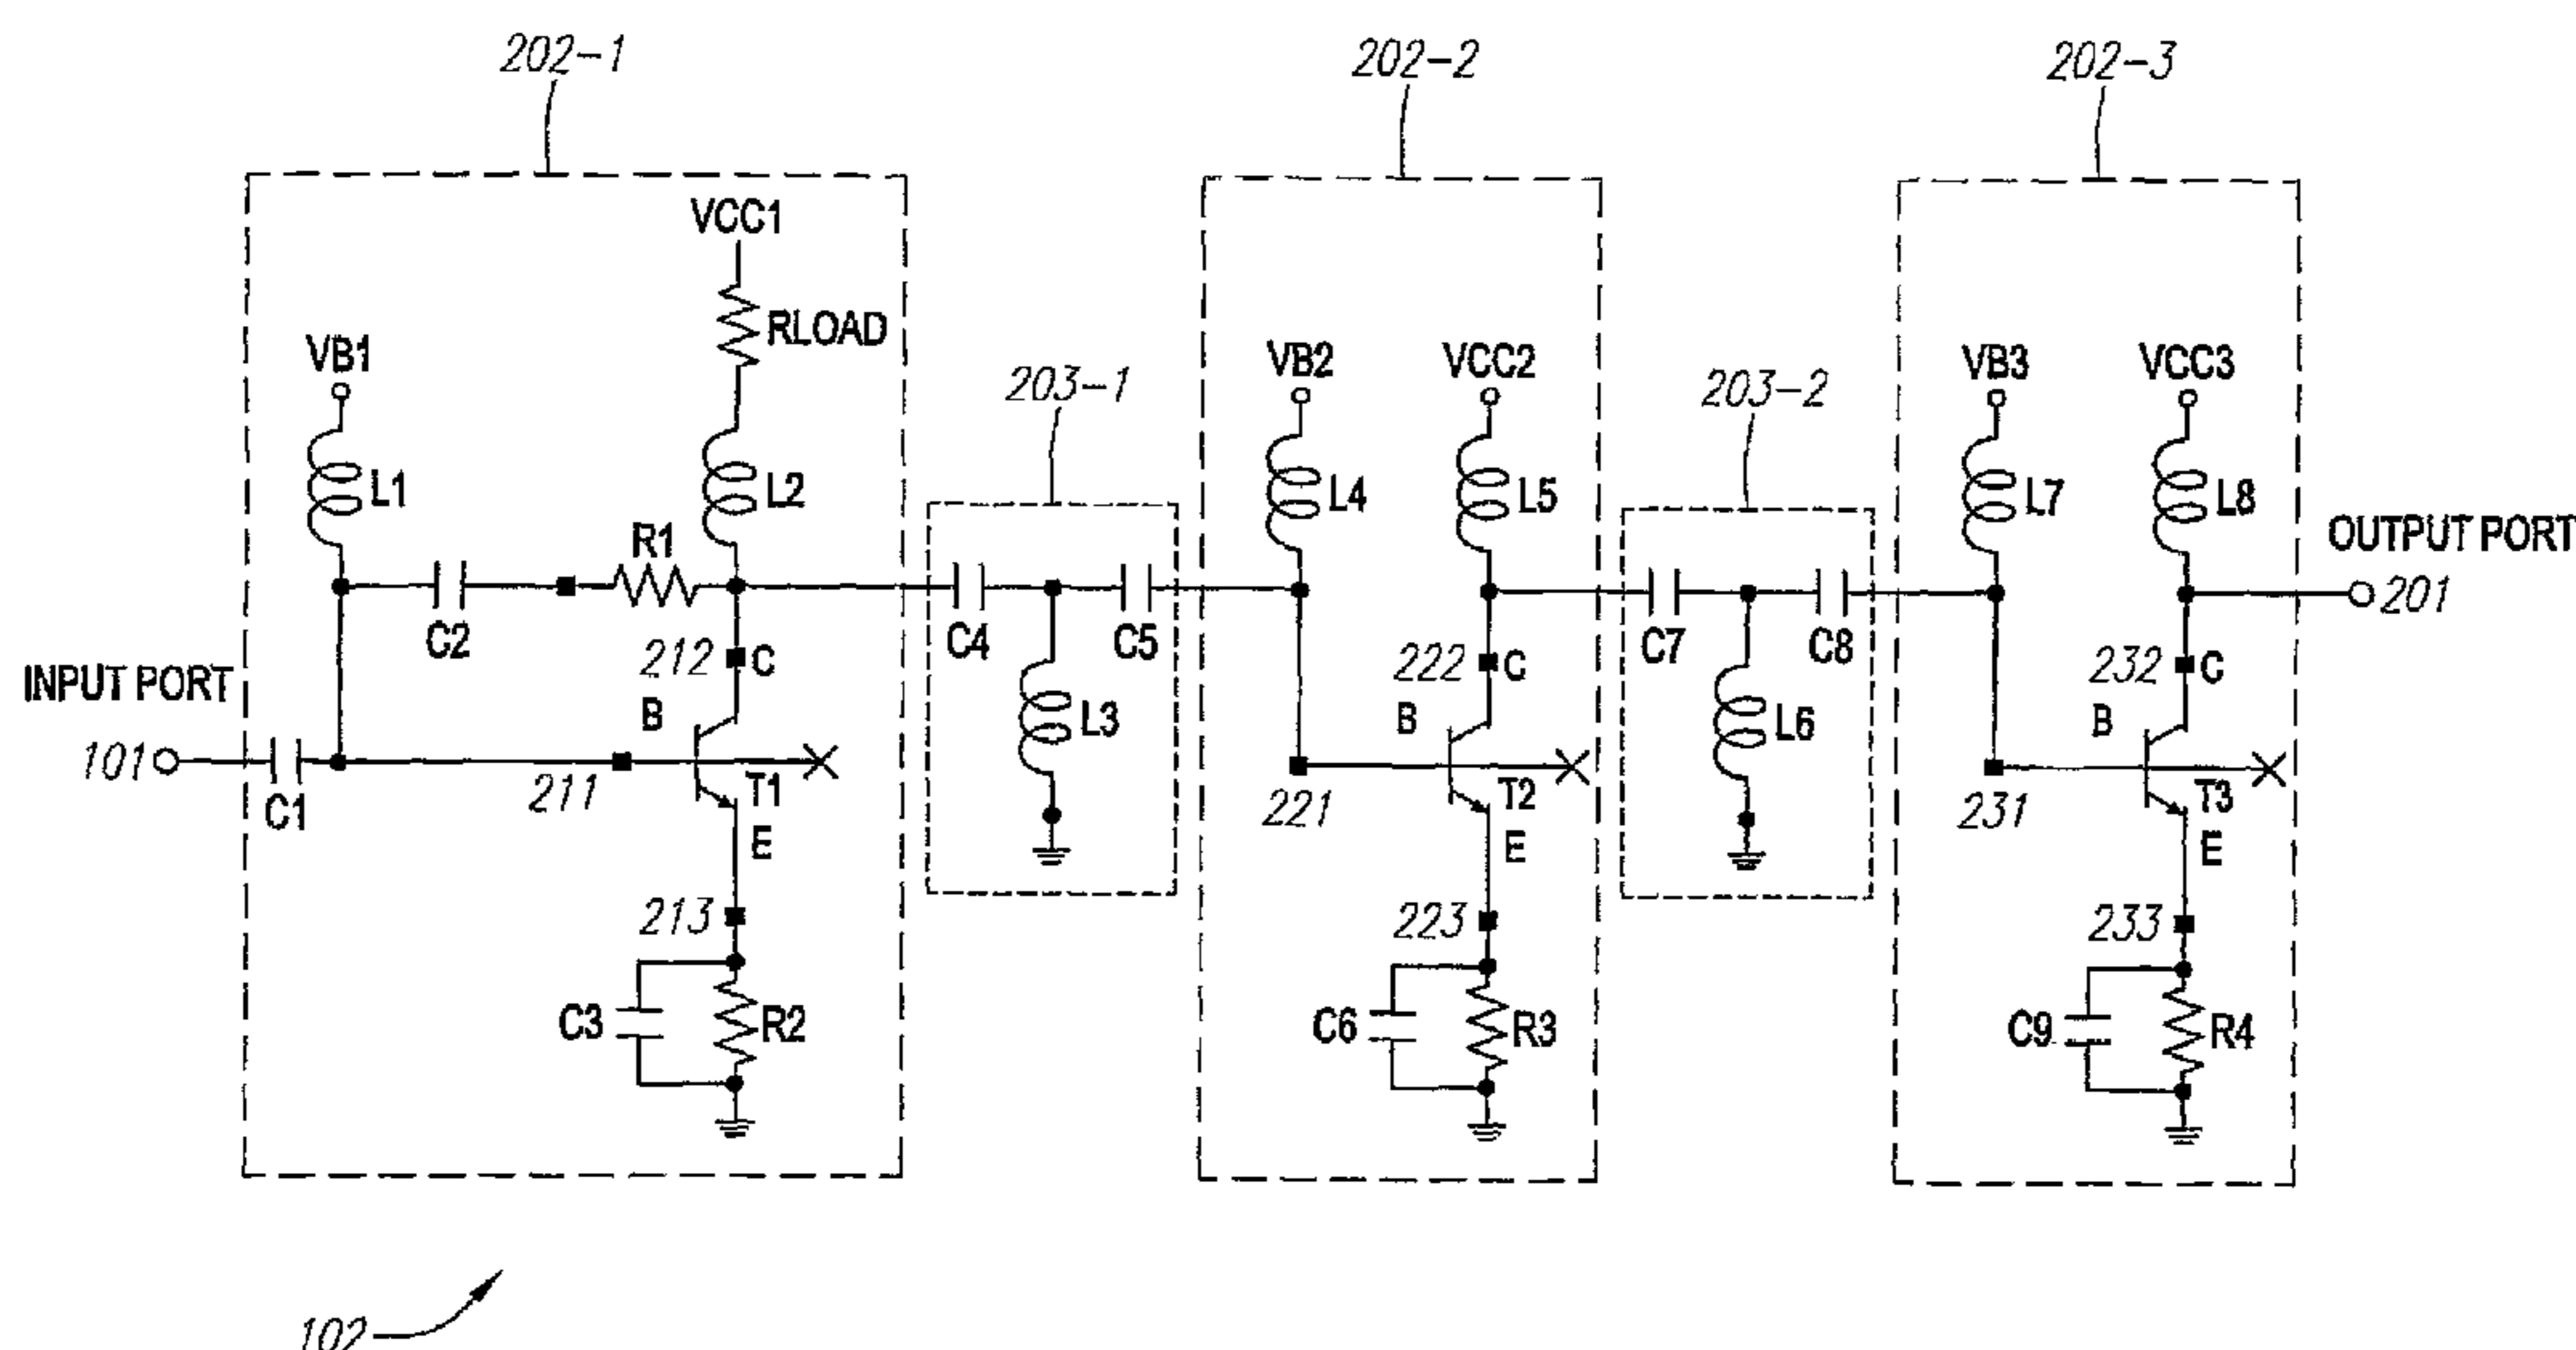 202-1
202-2
202-3
VCC1
RLOAD
VB1
203-1
VB2
VCC2
203-2
VB3
VCC3
L1
L2
L4
L5
L7
L8
OUTPUT PORT
R1
201
C2
212
C
C4
C5
222
C
C7
C8
232
C
INPUT PORT
B
L3
B
L6
B
101
C1
211
T1
221
T2
231
T3
E
E
E
213
223
233
C3
R2
C6
R3
C9
R4
102